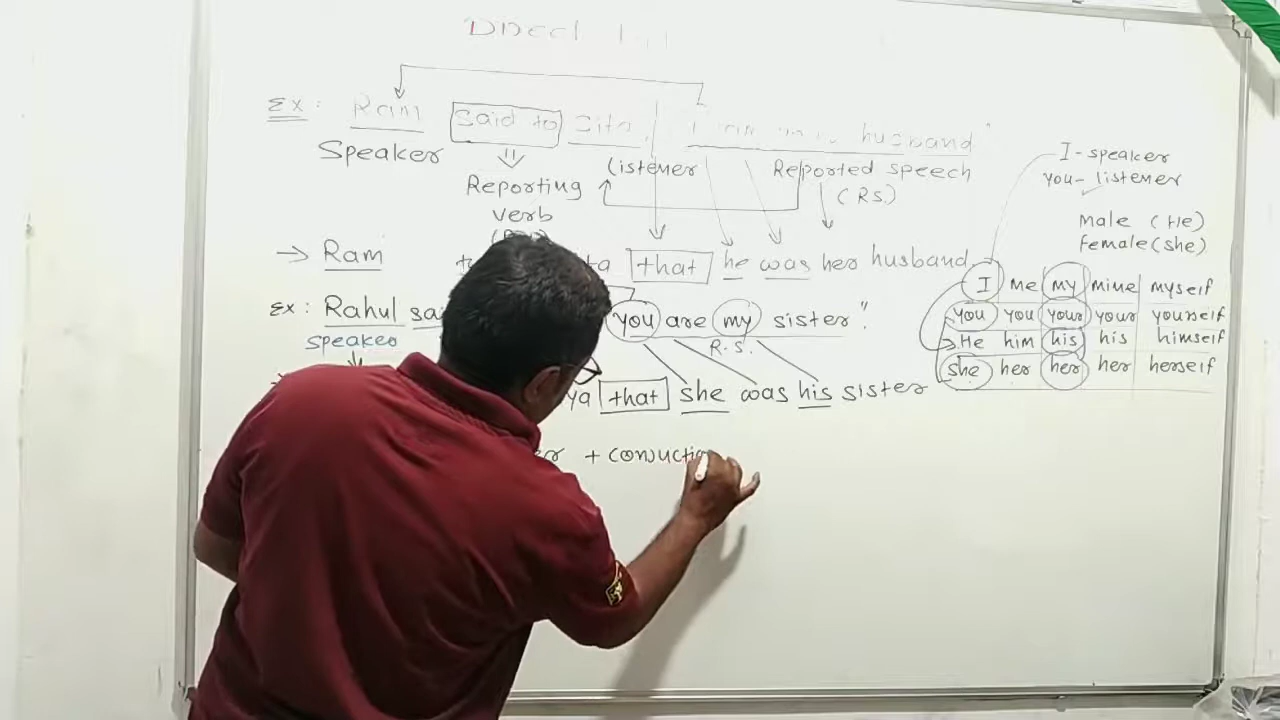 Direct
Ex: Ram said to Sita, husband"
Speaker listener Reported speech
I - speaker
you - listener
Reporting (R.S.)
verb
Male (He)
female (she)
→ Ram that he was her husband
I me my mine myself
Ex: Rahul you are my sister".
you you your your yourself
speaker R.S.
He him his his himself
she her her her herself
that she was his sister
+ conjuctio